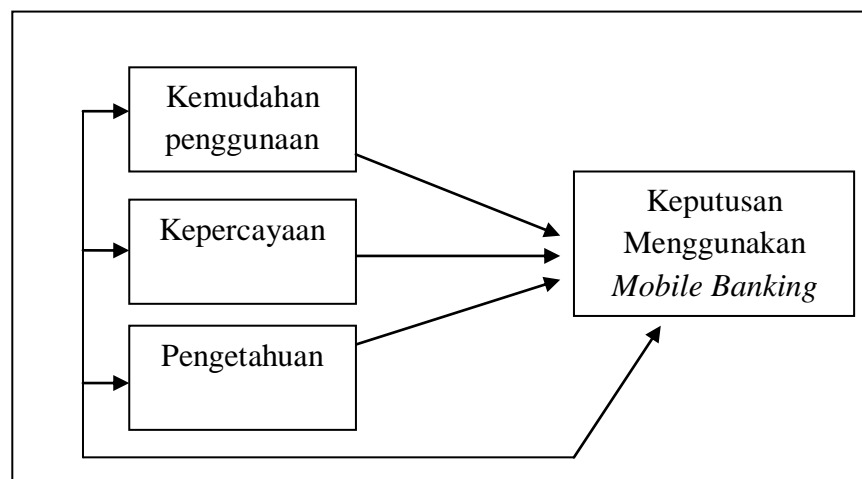 Kemudahan
penggunaan
Kepercayaan
Pengetahuan
Keputusan
Menggunakan
Mobile Banking